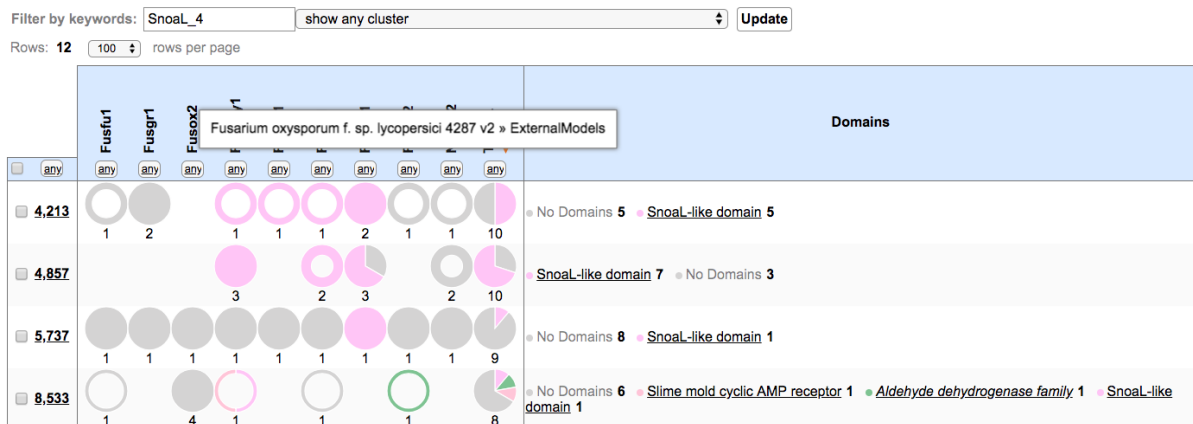 Filter by keywords: SnoaL_4 show any cluster Update
Rows: 12 100 rows per page
Fusfu1 Fusgr1 Fusox2
Fusarium oxysporum f. sp. lycopersici 4287 v2 » ExternalModels
Domains
any any any any any any any any any any any
4,213 No Domains 5 SnoaL-like domain 5
1 2 1 1 1 2 1 1 10
4,857 SnoaL-like domain 7 No Domains 3
3 2 3 2 10
5,737 No Domains 8 SnoaL-like domain 1
1 1 1 1 1 1 1 1 1 9
8,533 No Domains 6 Slime mold cyclic AMP receptor 1 Aldehyde dehydrogenase family 1 SnoaL-like
domain 1
1 4 1 1 1 8